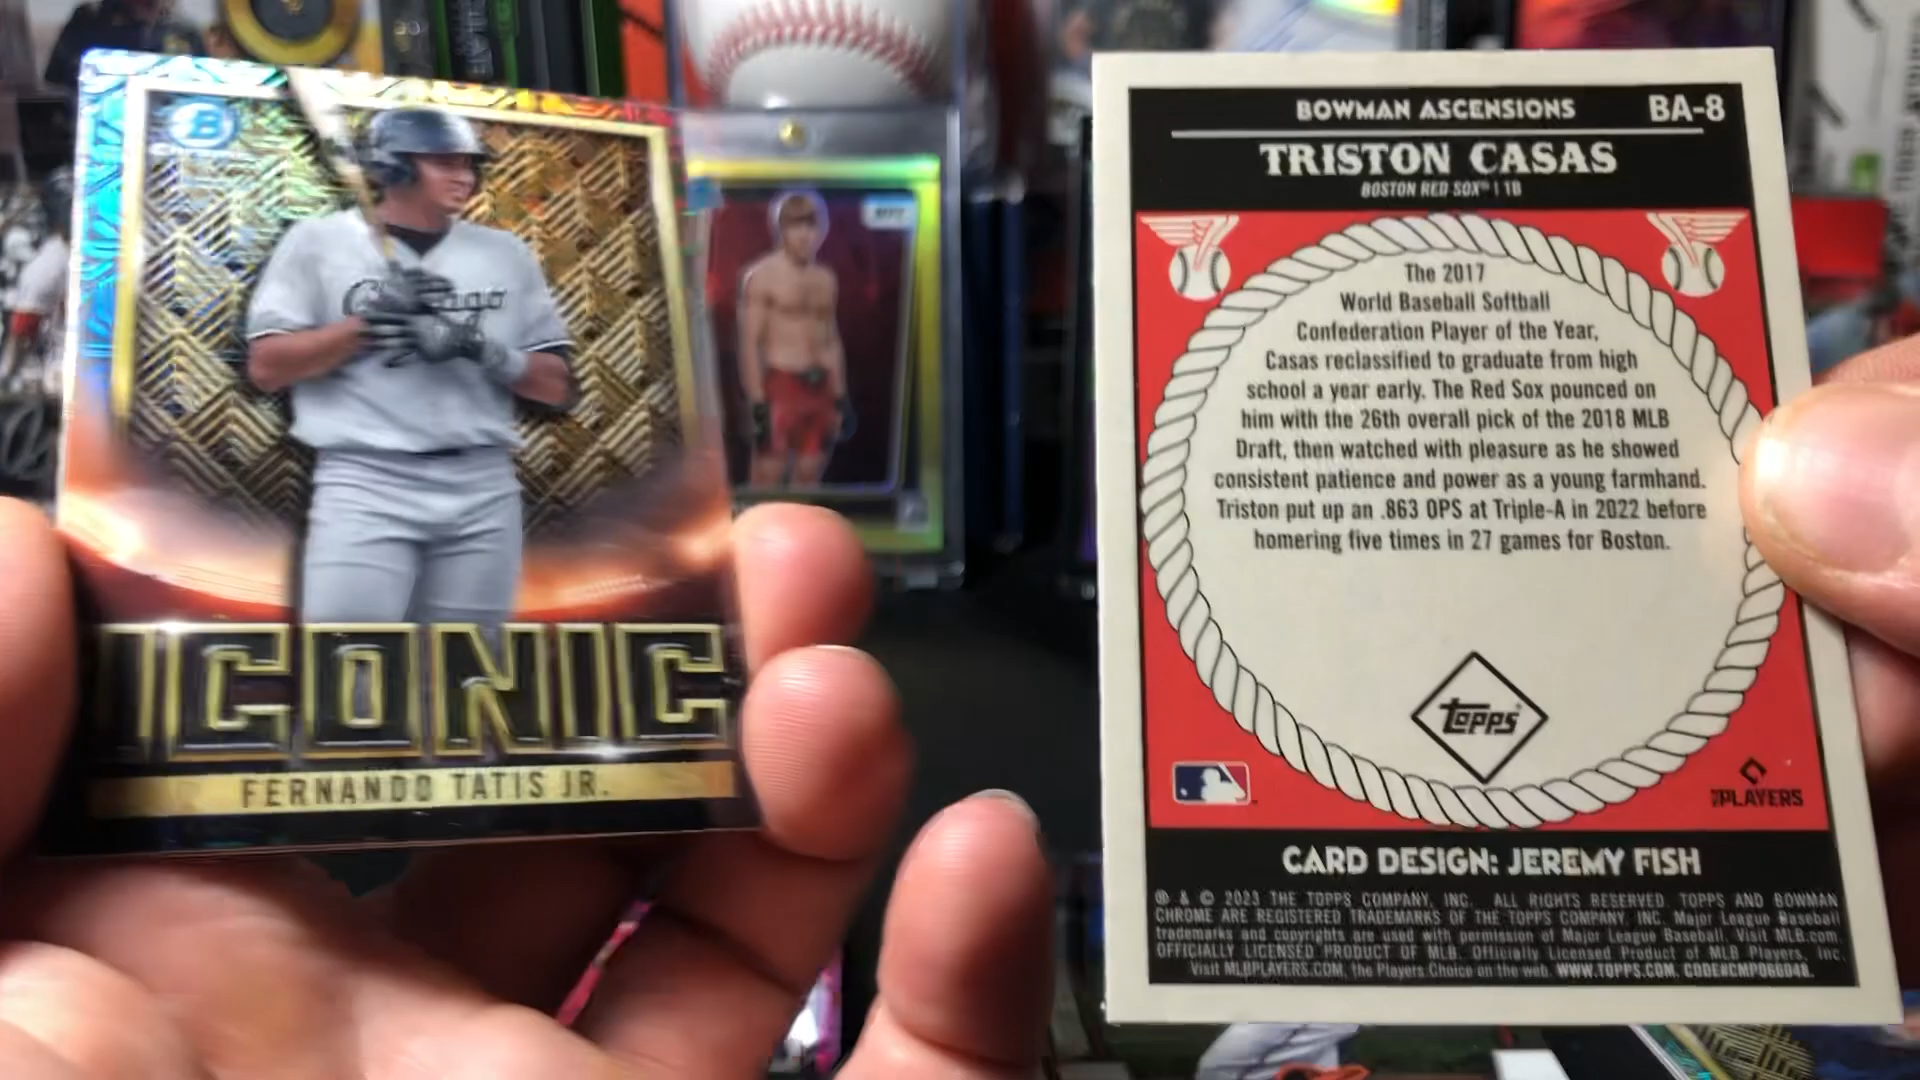 B
ICONIC
FERNANDO TATIS JR.
BOWMAN ASCENSIONS BA-8
TRISTON CASAS
BOSTON RED SOX™ | 1B
The 2017
World Baseball Softball
Confederation Player of the Year,
Casas reclassified to graduate from high
school a year early. The Red Sox pounced on
him with the 26th overall pick of the 2018 MLB
Draft, then watched with pleasure as he showed
consistent patience and power as a young farmhand.
Triston put up an .863 OPS at Triple-A in 2022 before
homering five times in 27 games for Boston.
topps
PLAYERS
CARD DESIGN: JEREMY FISH
® & © 2023 THE TOPPS COMPANY, INC. ALL RIGHTS RESERVED. TOPPS AND BOWMAN
CHROME ARE REGISTERED TRADEMARKS OF THE TOPPS COMPANY, INC. Major League Baseball
trademarks and copyrights are used with permission of Major League Baseball. Visit MLB.com.
OFFICIALLY LICENSED PRODUCT OF MLB. Officially Licensed Product of MLB Players, Inc.
Visit MLBPLAYERS.COM, the Players Choice on the web. WWW.TOPPS.COM. CODE#CMP066048.